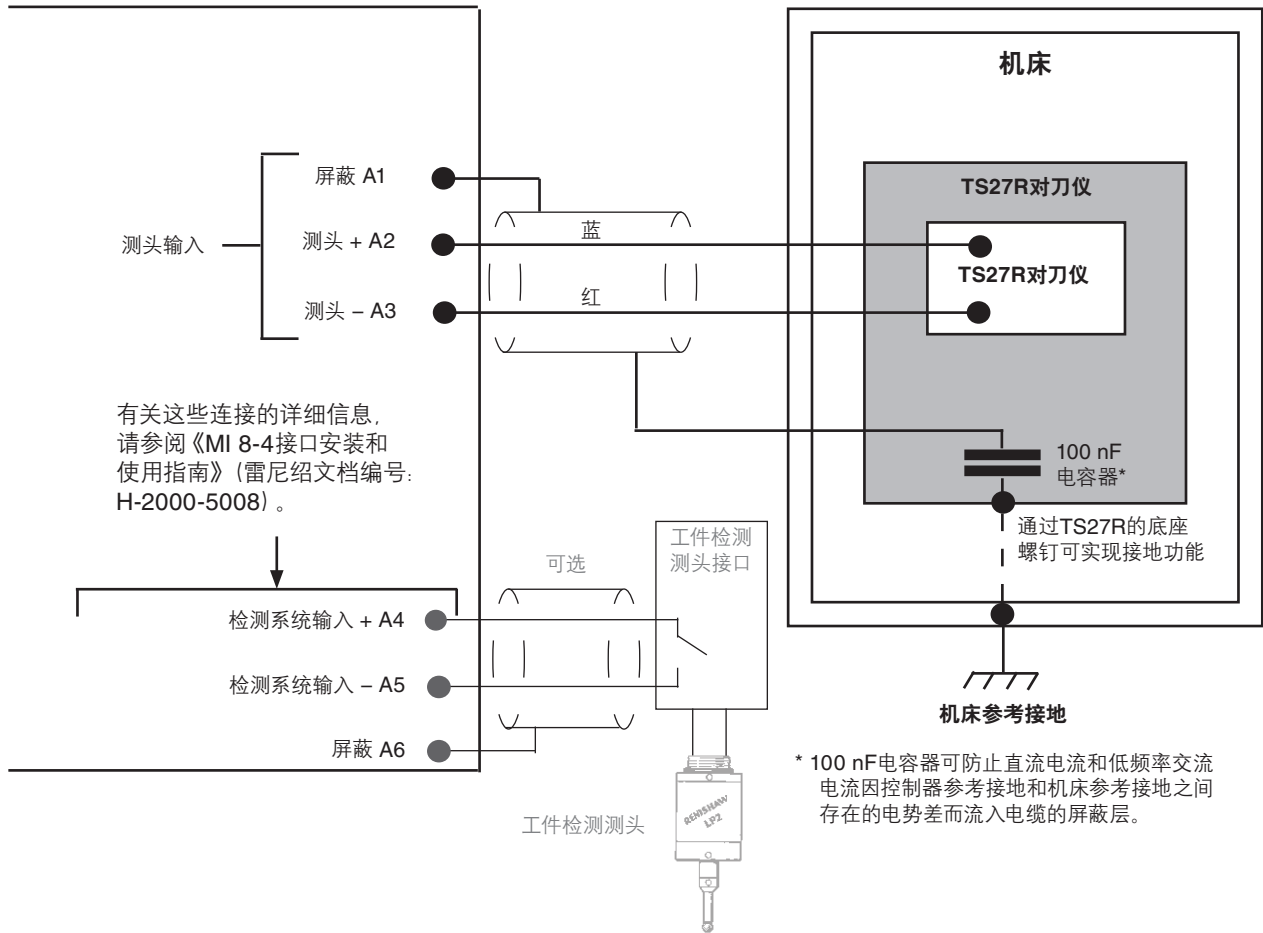 机床
TS27R对刀仪
TS27R对刀仪
屏蔽 A1
测头输入
测头 + A2
测头 – A3
蓝
红
100 nF
电容器*
通过TS27R的底座
螺钉可实现接地功能
机床参考接地
有关这些连接的详细信息,
请参阅《MI 8-4接口安装和
使用指南》(雷尼绍文档编号:
H-2000-5008)。
检测系统输入 + A4
检测系统输入 – A5
屏蔽 A6
可选
工件检测
测头接口
工件检测测头
RENISHAW
LP2
* 100 nF电容器可防止直流电流和低频率交流
电流因控制器参考接地和机床参考接地之间
存在的电势差而流入电缆的屏蔽层。